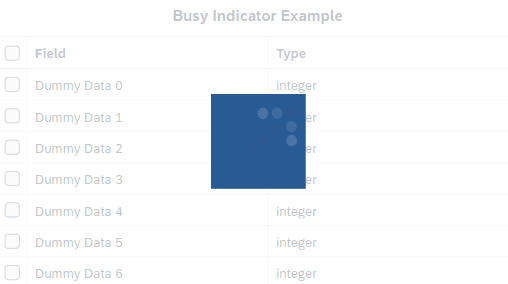 Busy Indicator Example
Field Type
Dummy Data 0 integer
Dummy Data 1
Dummy Data 2
Dummy Data 3
Dummy Data 4 integer
Dummy Data 5 integer
Dummy Data 6 integer